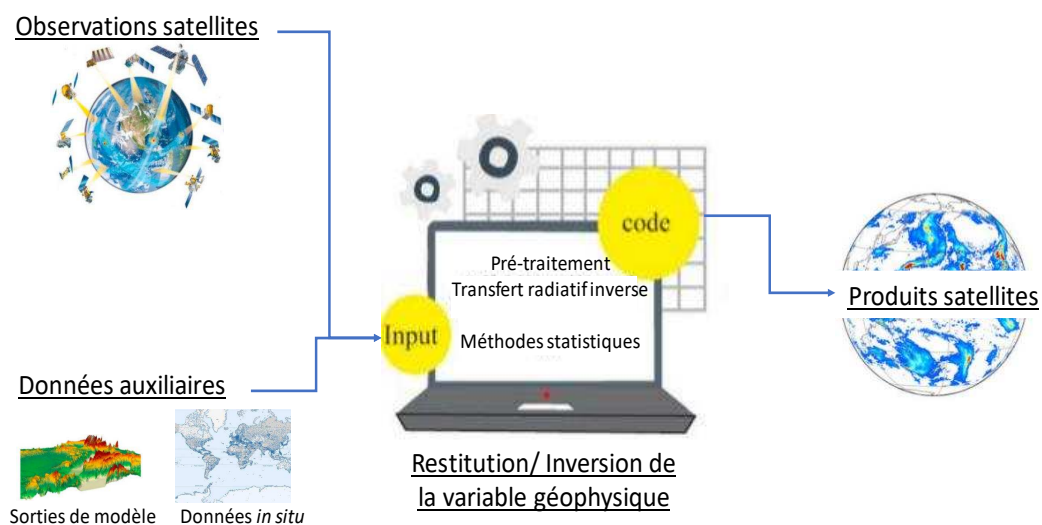 Observations satellites
code
Pré-traitement
Transfert radiatif inverse
Produits satellites
Input
Méthodes statistiques
Données auxiliaires
Restitution/ Inversion de
la variable géophysique
Sorties de modèle
Données in situ